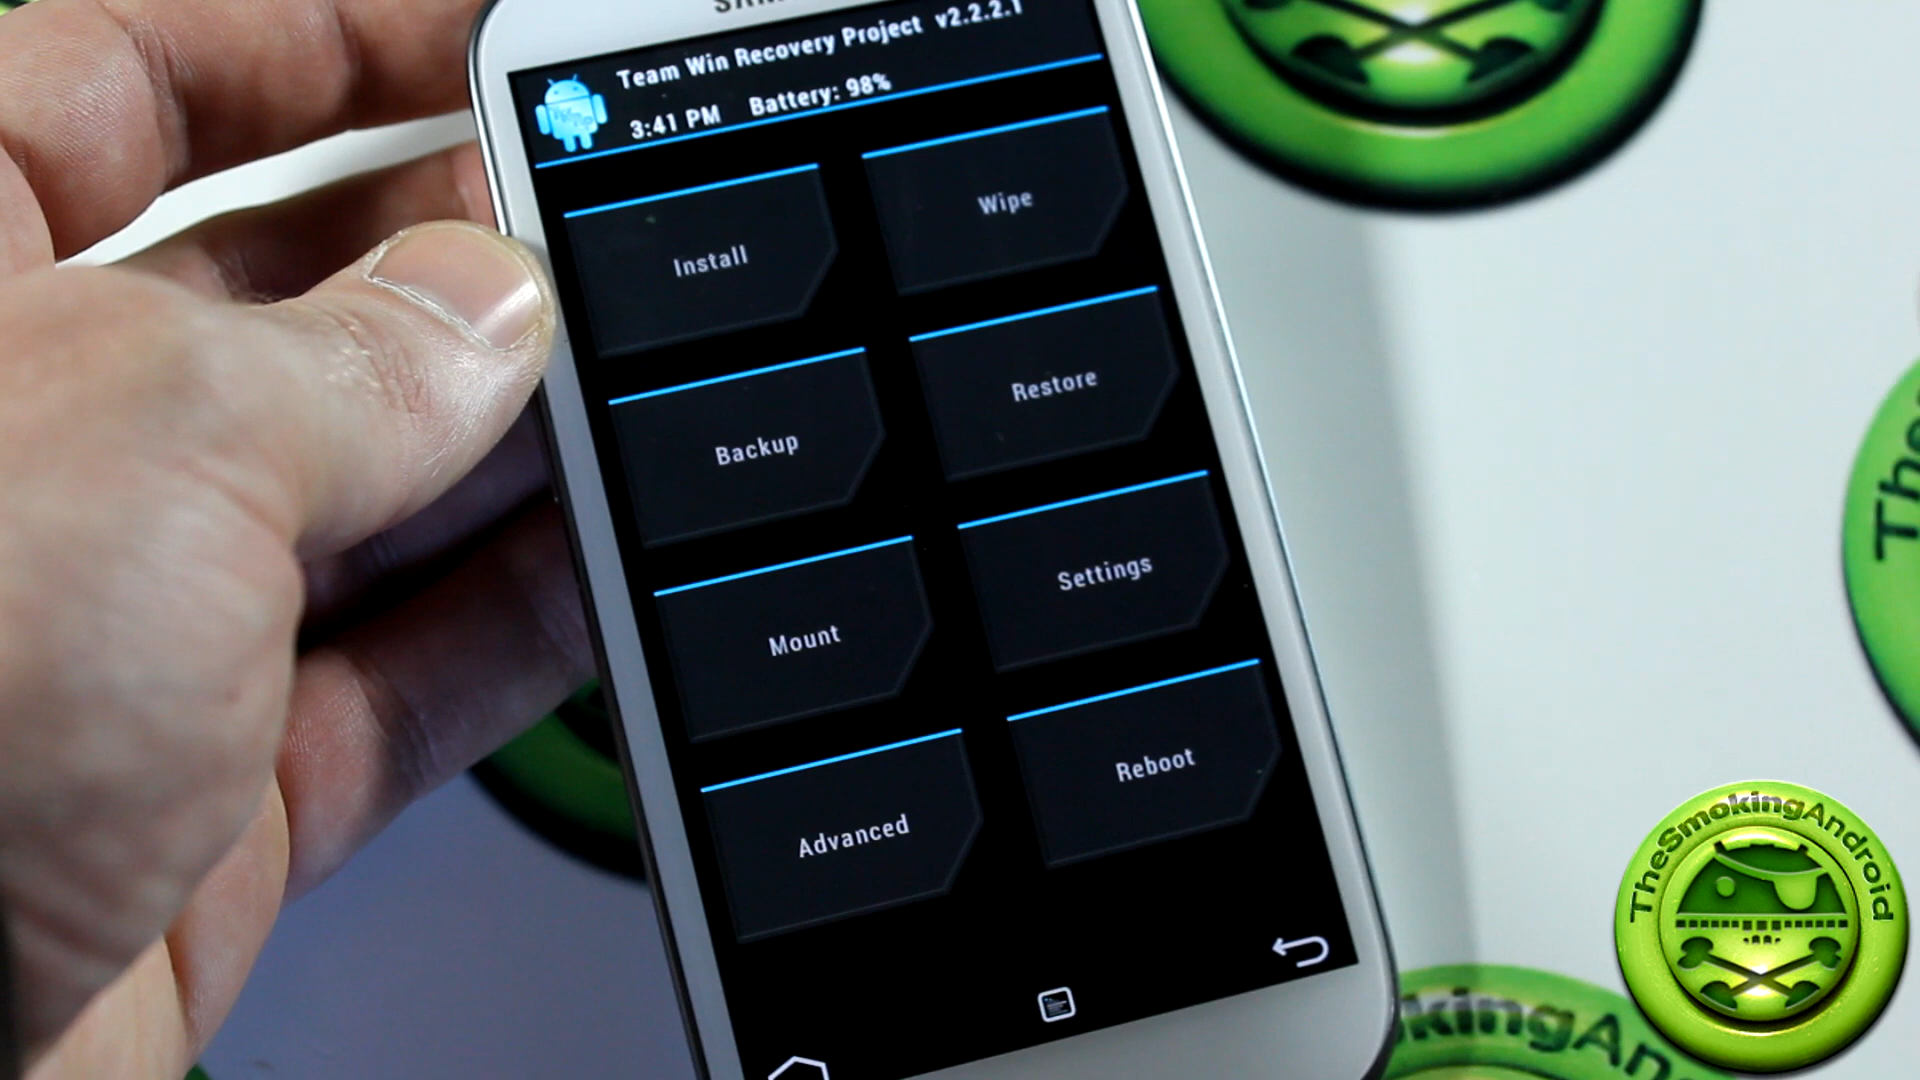 Team Win Recovery Project v2.2.2.1
3:41 PM Battery: 98%
Install
Wipe
Backup
Restore
Mount
Settings
Advanced
Reboot
TheSmokingAndroid